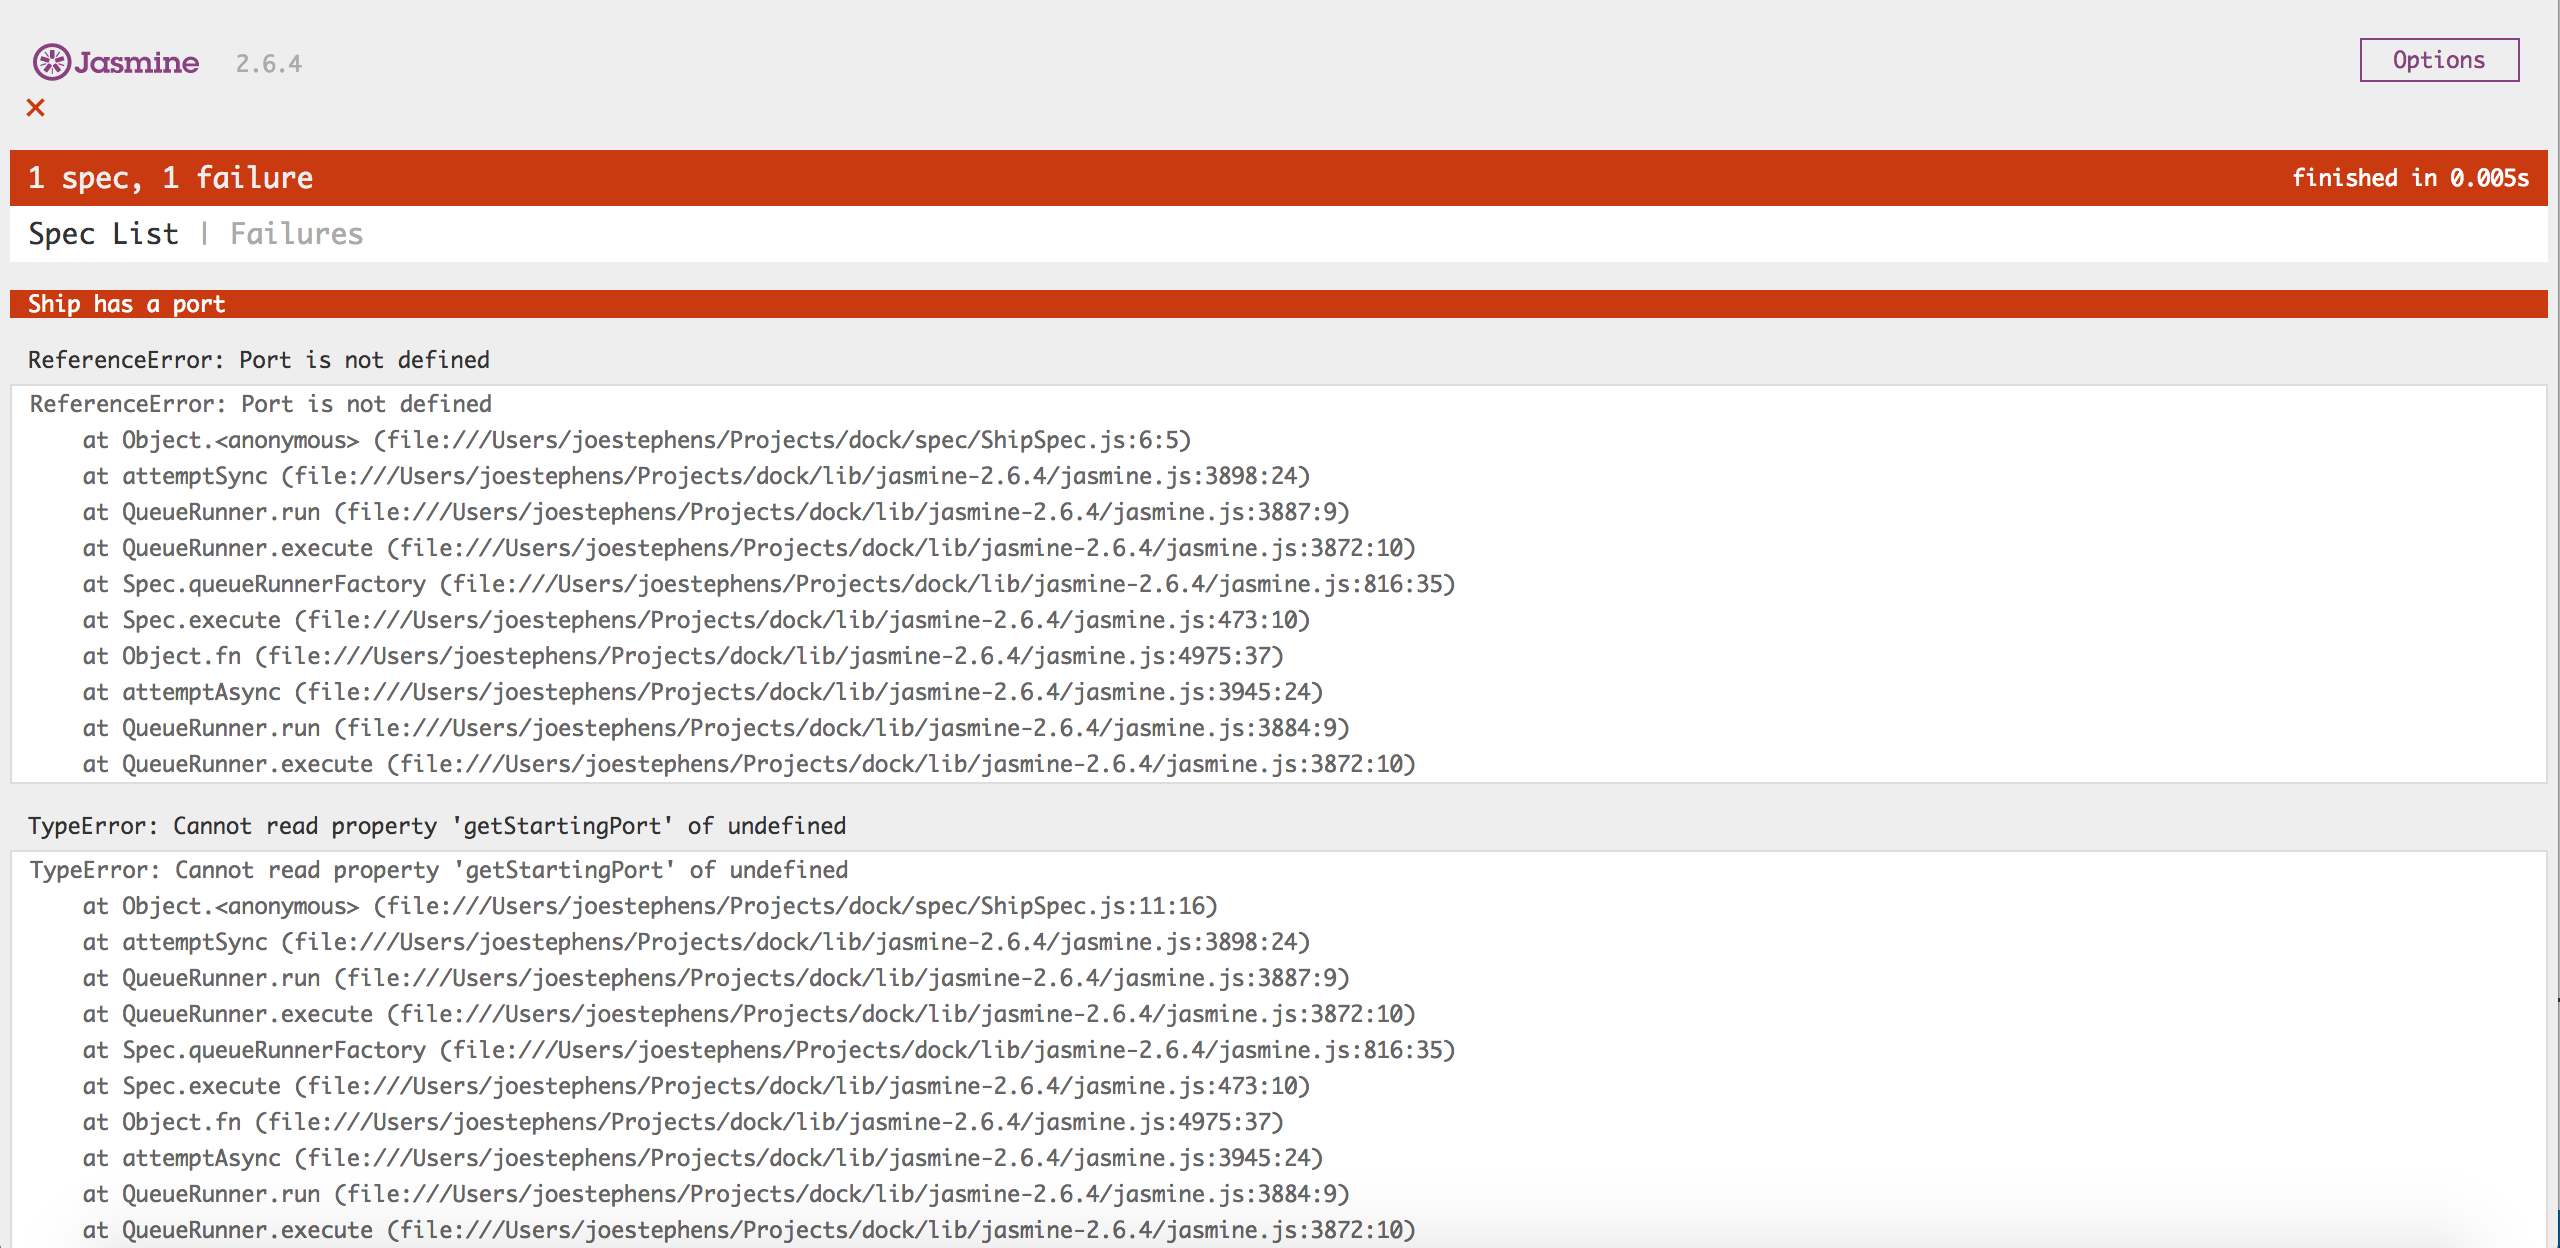 Jasmine 2.6.4
Options
×
1 spec, 1 failure finished in 0.005s
Spec List | Failures
Ship has a port
ReferenceError: Port is not defined
ReferenceError: Port is not defined
at Object.<anonymous> (file:///Users/joestephens/Projects/dock/spec/ShipSpec.js:6:5)
at attemptSync (file:///Users/joestephens/Projects/dock/lib/jasmine-2.6.4/jasmine.js:3898:24)
at QueueRunner.run (file:///Users/joestephens/Projects/dock/lib/jasmine-2.6.4/jasmine.js:3887:9)
at QueueRunner.execute (file:///Users/joestephens/Projects/dock/lib/jasmine-2.6.4/jasmine.js:3872:10)
at Spec.queueRunnerFactory (file:///Users/joestephens/Projects/dock/lib/jasmine-2.6.4/jasmine.js:816:35)
at Spec.execute (file:///Users/joestephens/Projects/dock/lib/jasmine-2.6.4/jasmine.js:473:10)
at Object.fn (file:///Users/joestephens/Projects/dock/lib/jasmine-2.6.4/jasmine.js:4975:37)
at attemptAsync (file:///Users/joestephens/Projects/dock/lib/jasmine-2.6.4/jasmine.js:3945:24)
at QueueRunner.run (file:///Users/joestephens/Projects/dock/lib/jasmine-2.6.4/jasmine.js:3884:9)
at QueueRunner.execute (file:///Users/joestephens/Projects/dock/lib/jasmine-2.6.4/jasmine.js:3872:10)
TypeError: Cannot read property 'getStartingPort' of undefined
TypeError: Cannot read property 'getStartingPort' of undefined
at Object.<anonymous> (file:///Users/joestephens/Projects/dock/spec/ShipSpec.js:11:16)
at attemptSync (file:///Users/joestephens/Projects/dock/lib/jasmine-2.6.4/jasmine.js:3898:24)
at QueueRunner.run (file:///Users/joestephens/Projects/dock/lib/jasmine-2.6.4/jasmine.js:3887:9)
at QueueRunner.execute (file:///Users/joestephens/Projects/dock/lib/jasmine-2.6.4/jasmine.js:3872:10)
at Spec.queueRunnerFactory (file:///Users/joestephens/Projects/dock/lib/jasmine-2.6.4/jasmine.js:816:35)
at Spec.execute (file:///Users/joestephens/Projects/dock/lib/jasmine-2.6.4/jasmine.js:473:10)
at Object.fn (file:///Users/joestephens/Projects/dock/lib/jasmine-2.6.4/jasmine.js:4975:37)
at attemptAsync (file:///Users/joestephens/Projects/dock/lib/jasmine-2.6.4/jasmine.js:3945:24)
at QueueRunner.run (file:///Users/joestephens/Projects/dock/lib/jasmine-2.6.4/jasmine.js:3884:9)
at QueueRunner.execute (file:///Users/joestephens/Projects/dock/lib/jasmine-2.6.4/jasmine.js:3872:10)